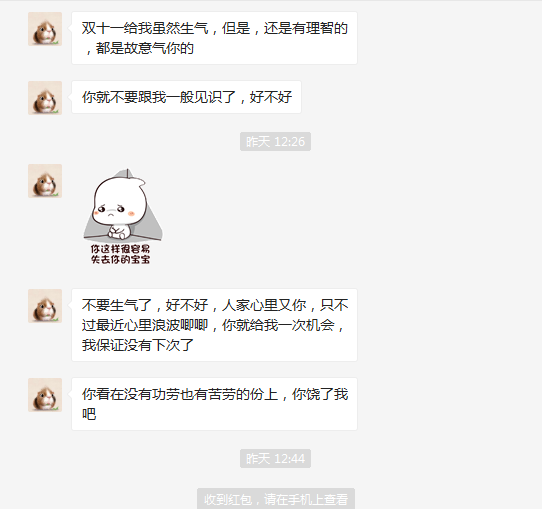 双十一给我虽然生气，但是，还是有理智的
，都是故意气你的
你就不要跟我一般见识了，好不好
昨天 12:26
你这样很容易
失去你的宝宝
不要生气了，好不好，人家心里又你，只不
过最近心里浪波唧唧，你就给我一次机会，
我保证没有下次了
你看在没有功劳也有苦劳的份上，你饶了我
吧
昨天 12:44
收到红包，请在手机上查看